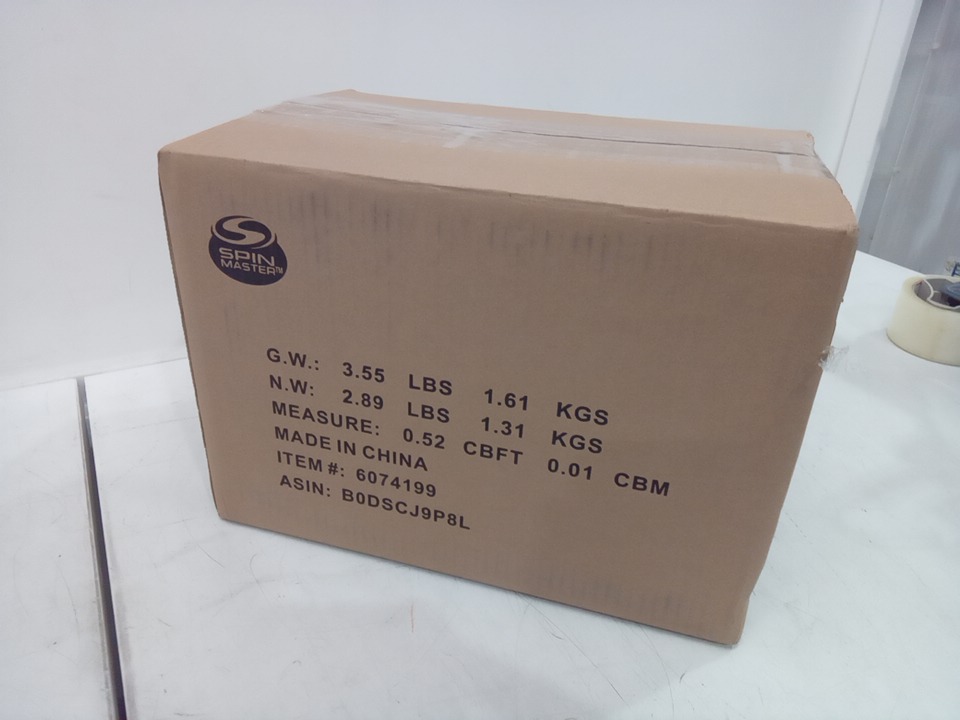 SPIN
MASTER™
G.W.: 3.55 LBS 1.61 KGS
N.W: 2.89 LBS 1.31 KGS
MEASURE: 0.52 CBFT 0.01 CBM
MADE IN CHINA
ITEM #: 6074199
ASIN: B0DSCJ9P8L